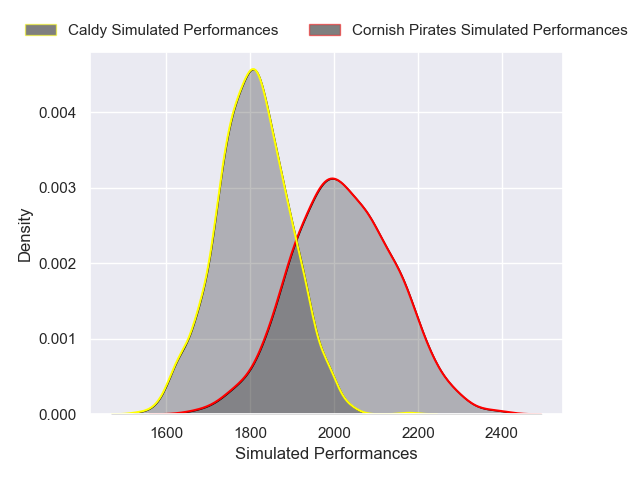 Caldy Simulated Performances
Cornish Pirates Simulated Performances
Density
0.004
0.003
0.002
0.001
0.000
1600 1800 2000 2200 2400
Simulated Performances